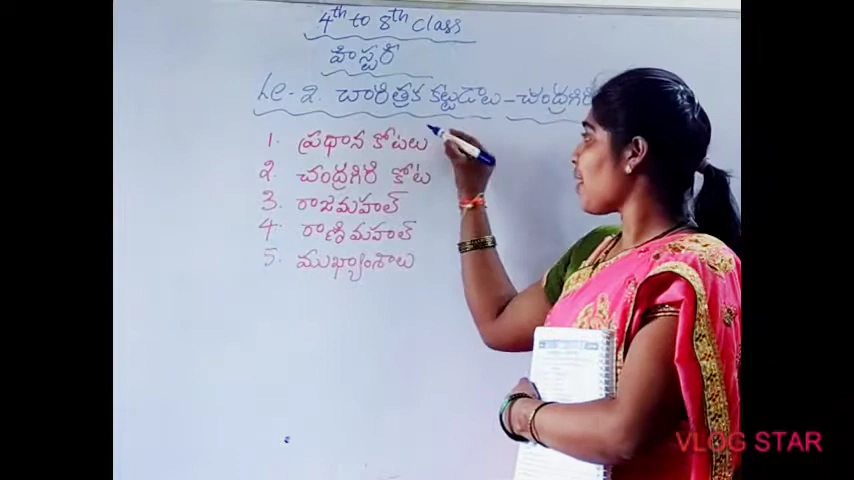 4th to 8th class
హిస్టరీ
Le-2. చారిత్రక కట్టడాలు - చంద్రగిరి
1. ప్రధాన కోటలు
2. చంద్రగిరి కోట
3. రాజమహల్
4. రాణి మహల్
5. ముఖ్యాంశాలు
VLOG STAR